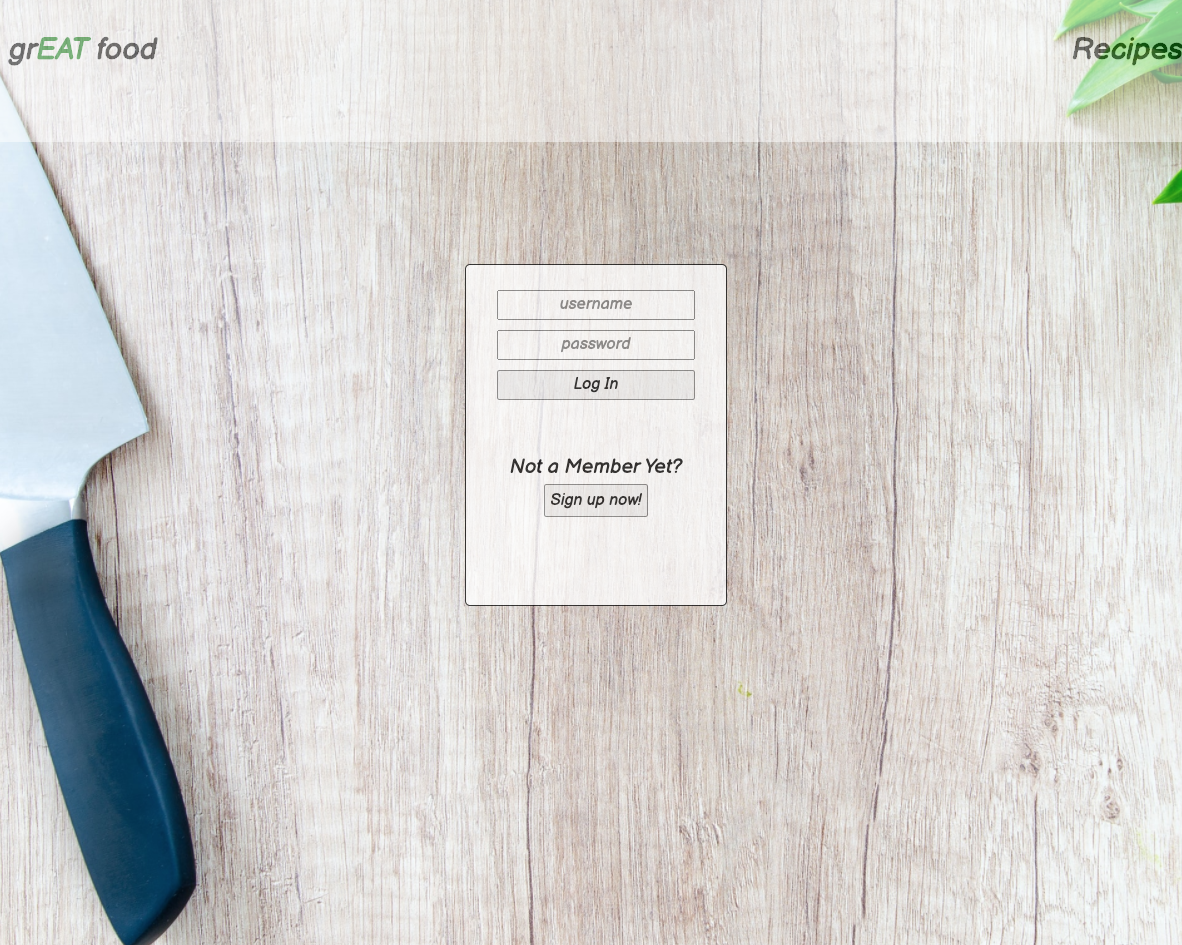 grEAT food
Recipes
username
password
Log In
Not a Member Yet?
Sign up now!